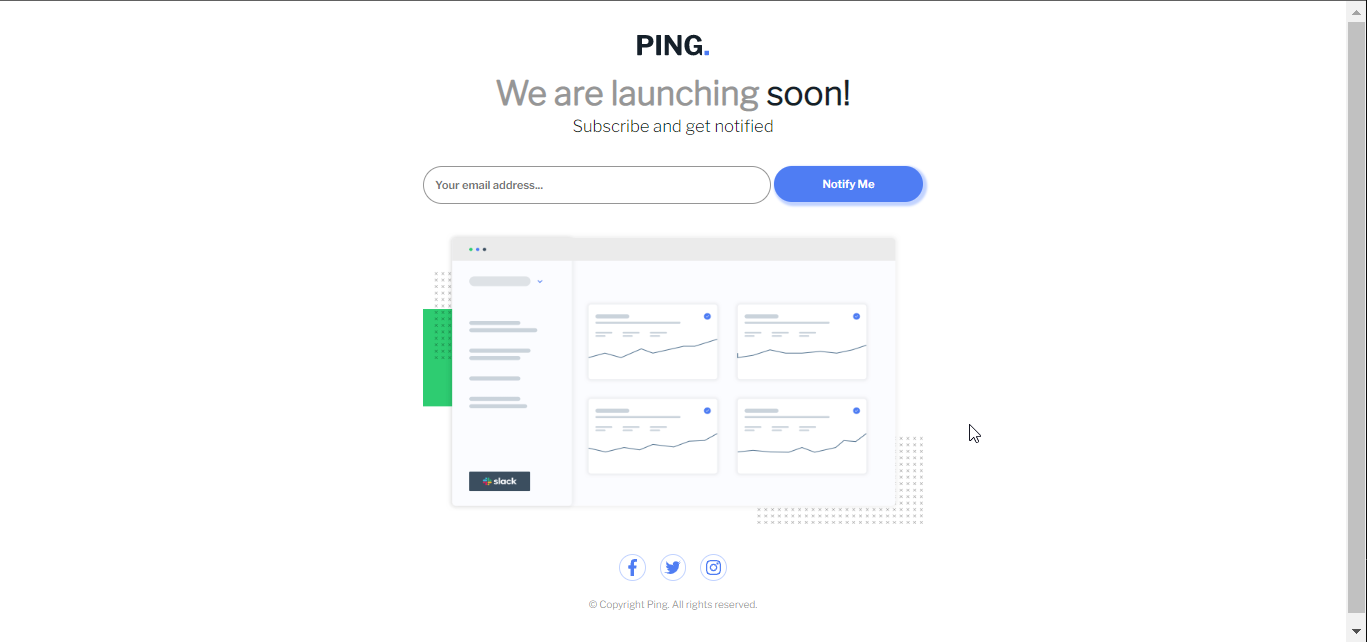 PING.
We are launching soon!
Subscribe and get notified
Your email address...
Notify Me
slack
© Copyright Ping. All rights reserved.